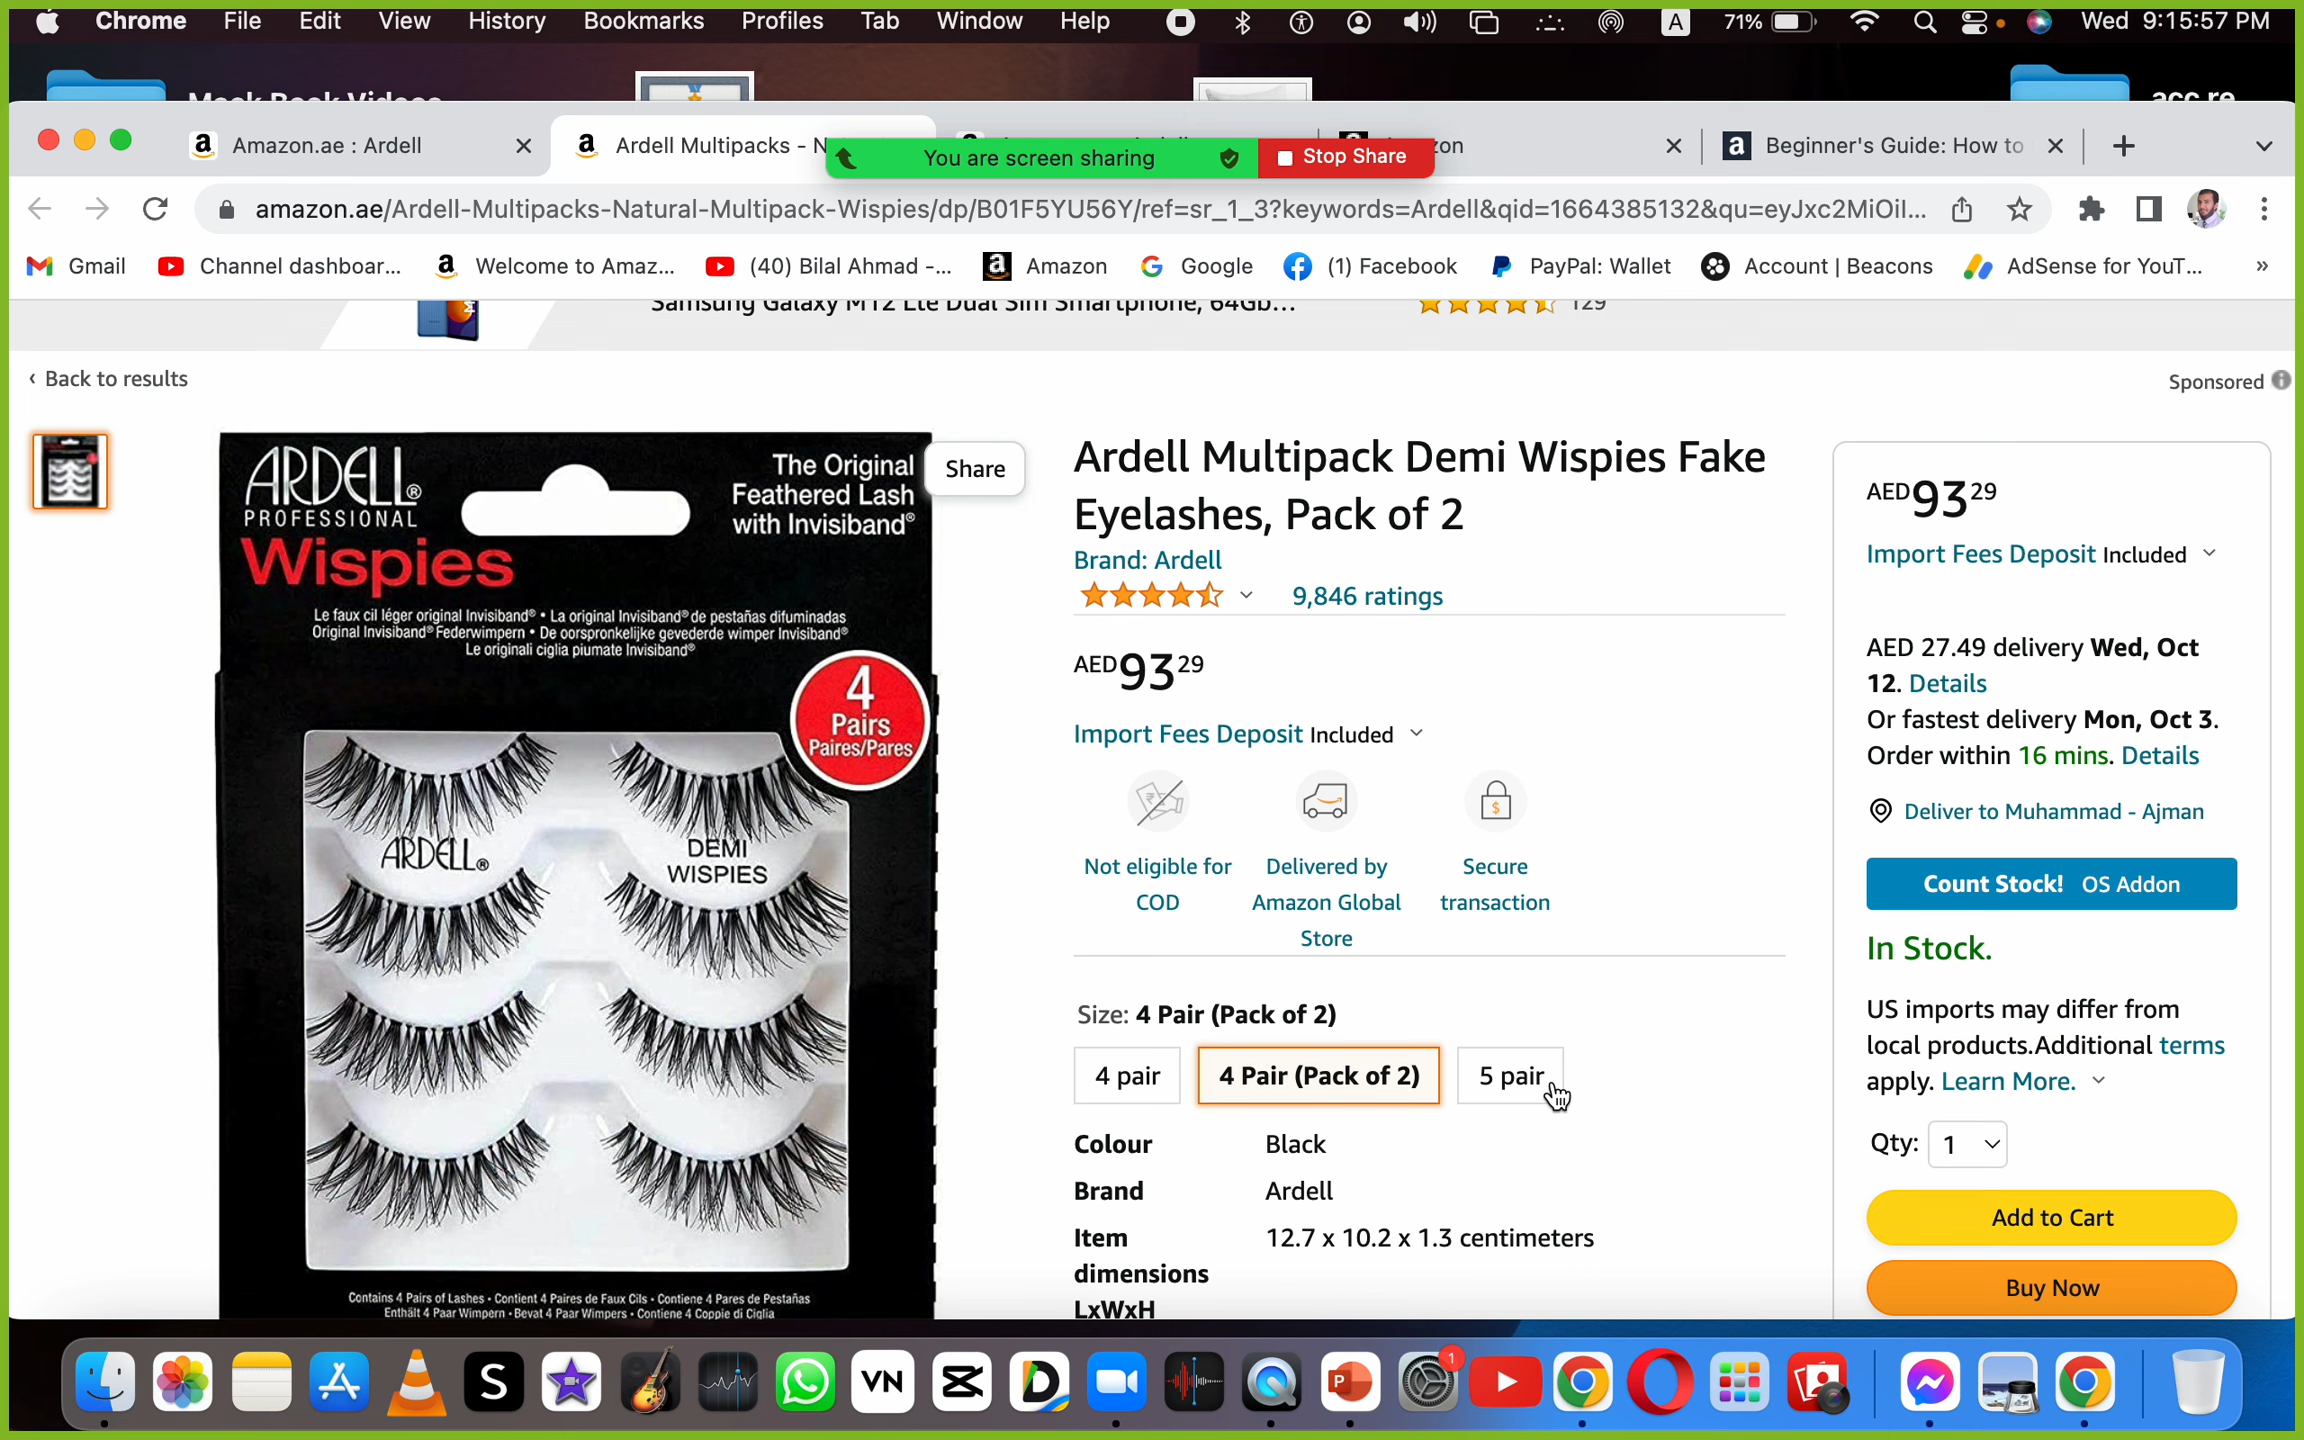 Chrome File Edit View History Bookmarks Profiles Tab Window Help A 71% Wed 9:15:57 PM
Amazon.ae : Ardell
Ardell Multipacks - N
You are screen sharing
Stop Share
zon
Beginner's Guide: How to
amazon.ae/Ardell-Multipacks-Natural-Multipack-Wispies/dp/B01F5YU56Y/ref=sr_1_3?keywords=Ardell&qid=1664385132&qu=eyJxc2MiOiI...
Gmail
Channel dashboar...
Welcome to Amaz...
(40) Bilal Ahmad -...
Amazon
Google
(1) Facebook
PayPal: Wallet
Account | Beacons
AdSense for YouT...
»
Samsung Galaxy M12 Lte Dual Sim Smartphone, 64Gb...
129
‹ Back to results
Sponsored
ARDELL®
PROFESSIONAL
Wispies
The Original
Feathered Lash
with Invisiband®
Le faux cil léger original Invisiband® • La original Invisiband® de pestañas difuminadas
Original Invisiband® Federwimpern • De oorspronkelijke gevederde wimper Invisiband®
Le originali ciglia piumate Invisiband®
4
Pairs
Paires/Pares
ARDELL®
DEMI
WISPIES
Contains 4 Pairs of Lashes • Contient 4 Paires de Faux Cils • Contiene 4 Pares de Pestañas
Enthält 4 Paar Wimpern • Bevat 4 Paar Wimpers • Contiene 4 Coppie di Ciglia
Share
Ardell Multipack Demi Wispies Fake
Eyelashes, Pack of 2
Brand: Ardell
9,846 ratings
AED93 29
Import Fees Deposit Included
Not eligible for
COD
Delivered by
Amazon Global
Store
Secure
transaction
Size: 4 Pair (Pack of 2)
4 pair
4 Pair (Pack of 2)
5 pair
Colour Black
Brand Ardell
Item 12.7 x 10.2 x 1.3 centimeters
dimensions
LxWxH
AED93 29
Import Fees Deposit Included
AED 27.49 delivery Wed, Oct
12. Details
Or fastest delivery Mon, Oct 3.
Order within 16 mins. Details
Deliver to Muhammad - Ajman
Count Stock! OS Addon
In Stock.
US imports may differ from
local products.Additional terms
apply. Learn More.
Qty: 1
Add to Cart
Buy Now
S
VN
P
1